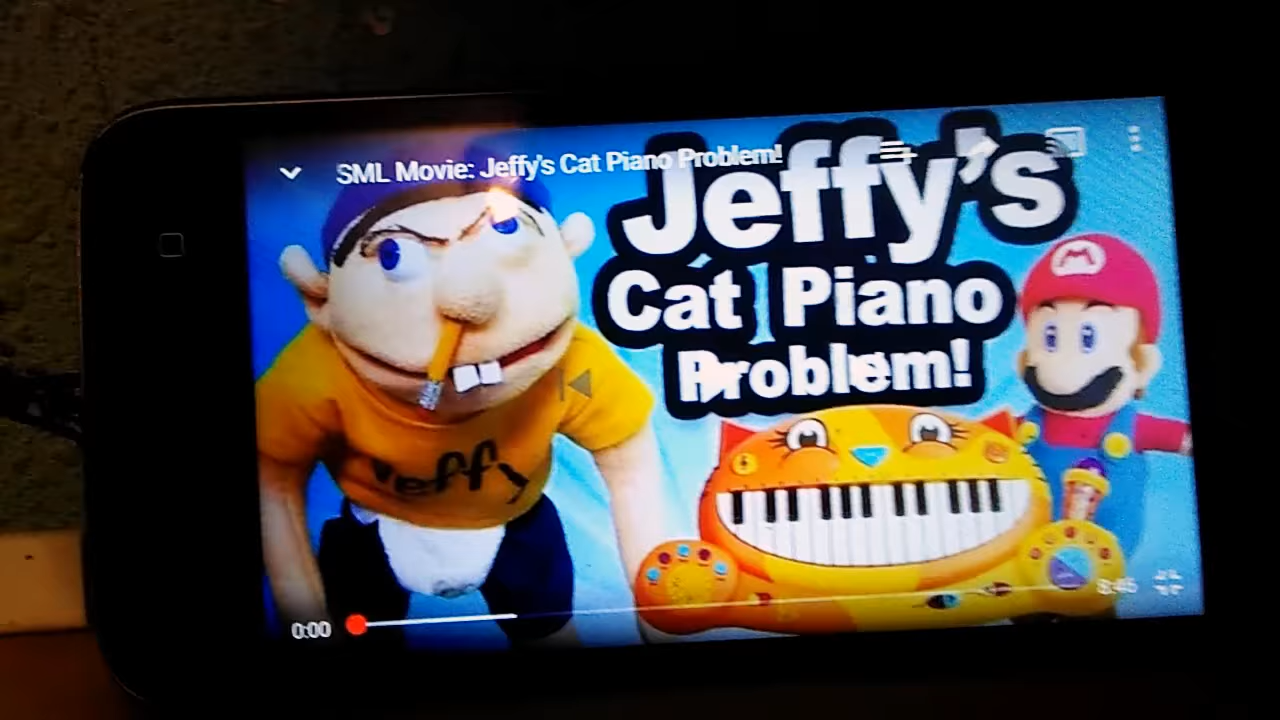 SML Movie: Jeffy's Cat Piano Problem!
Jeffy's
Cat Piano
Problem!
M
Jeffy
0:00
8:45